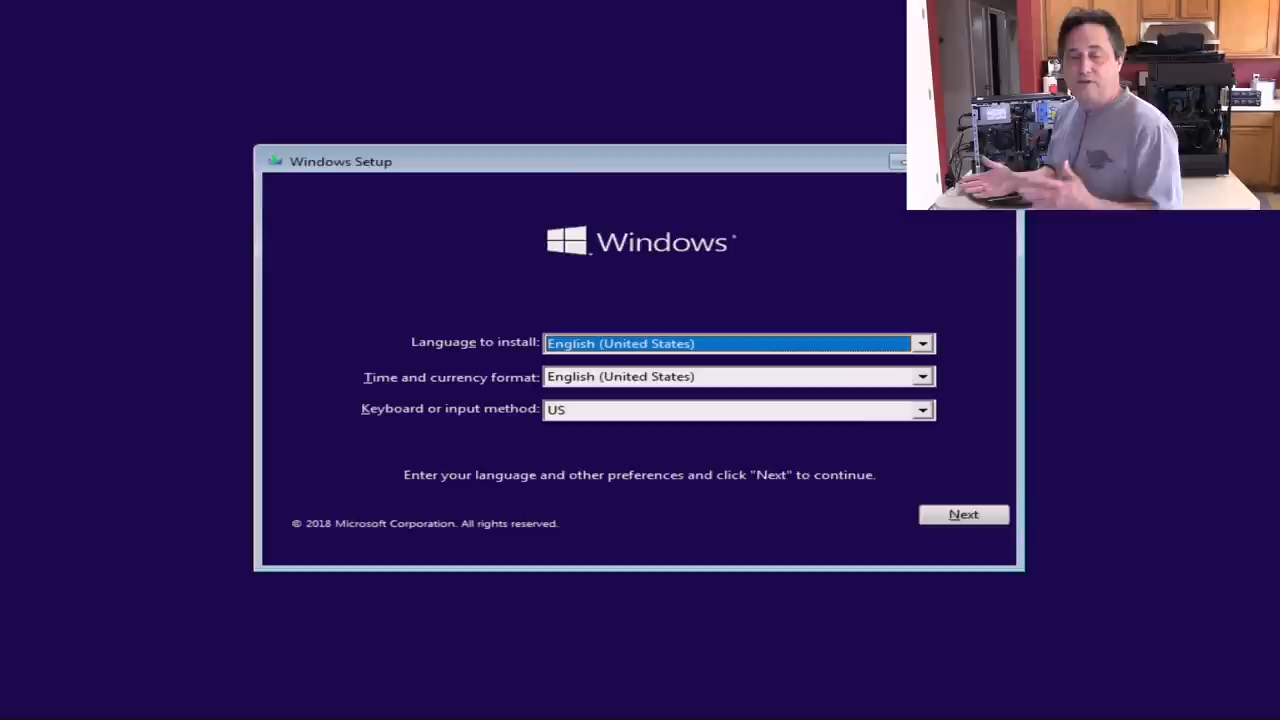 Windows Setup
Windows
Language to install: English (United States)
Time and currency format: English (United States)
Keyboard or input method: US
Enter your language and other preferences and click "Next" to continue.
Next
© 2018 Microsoft Corporation. All rights reserved.